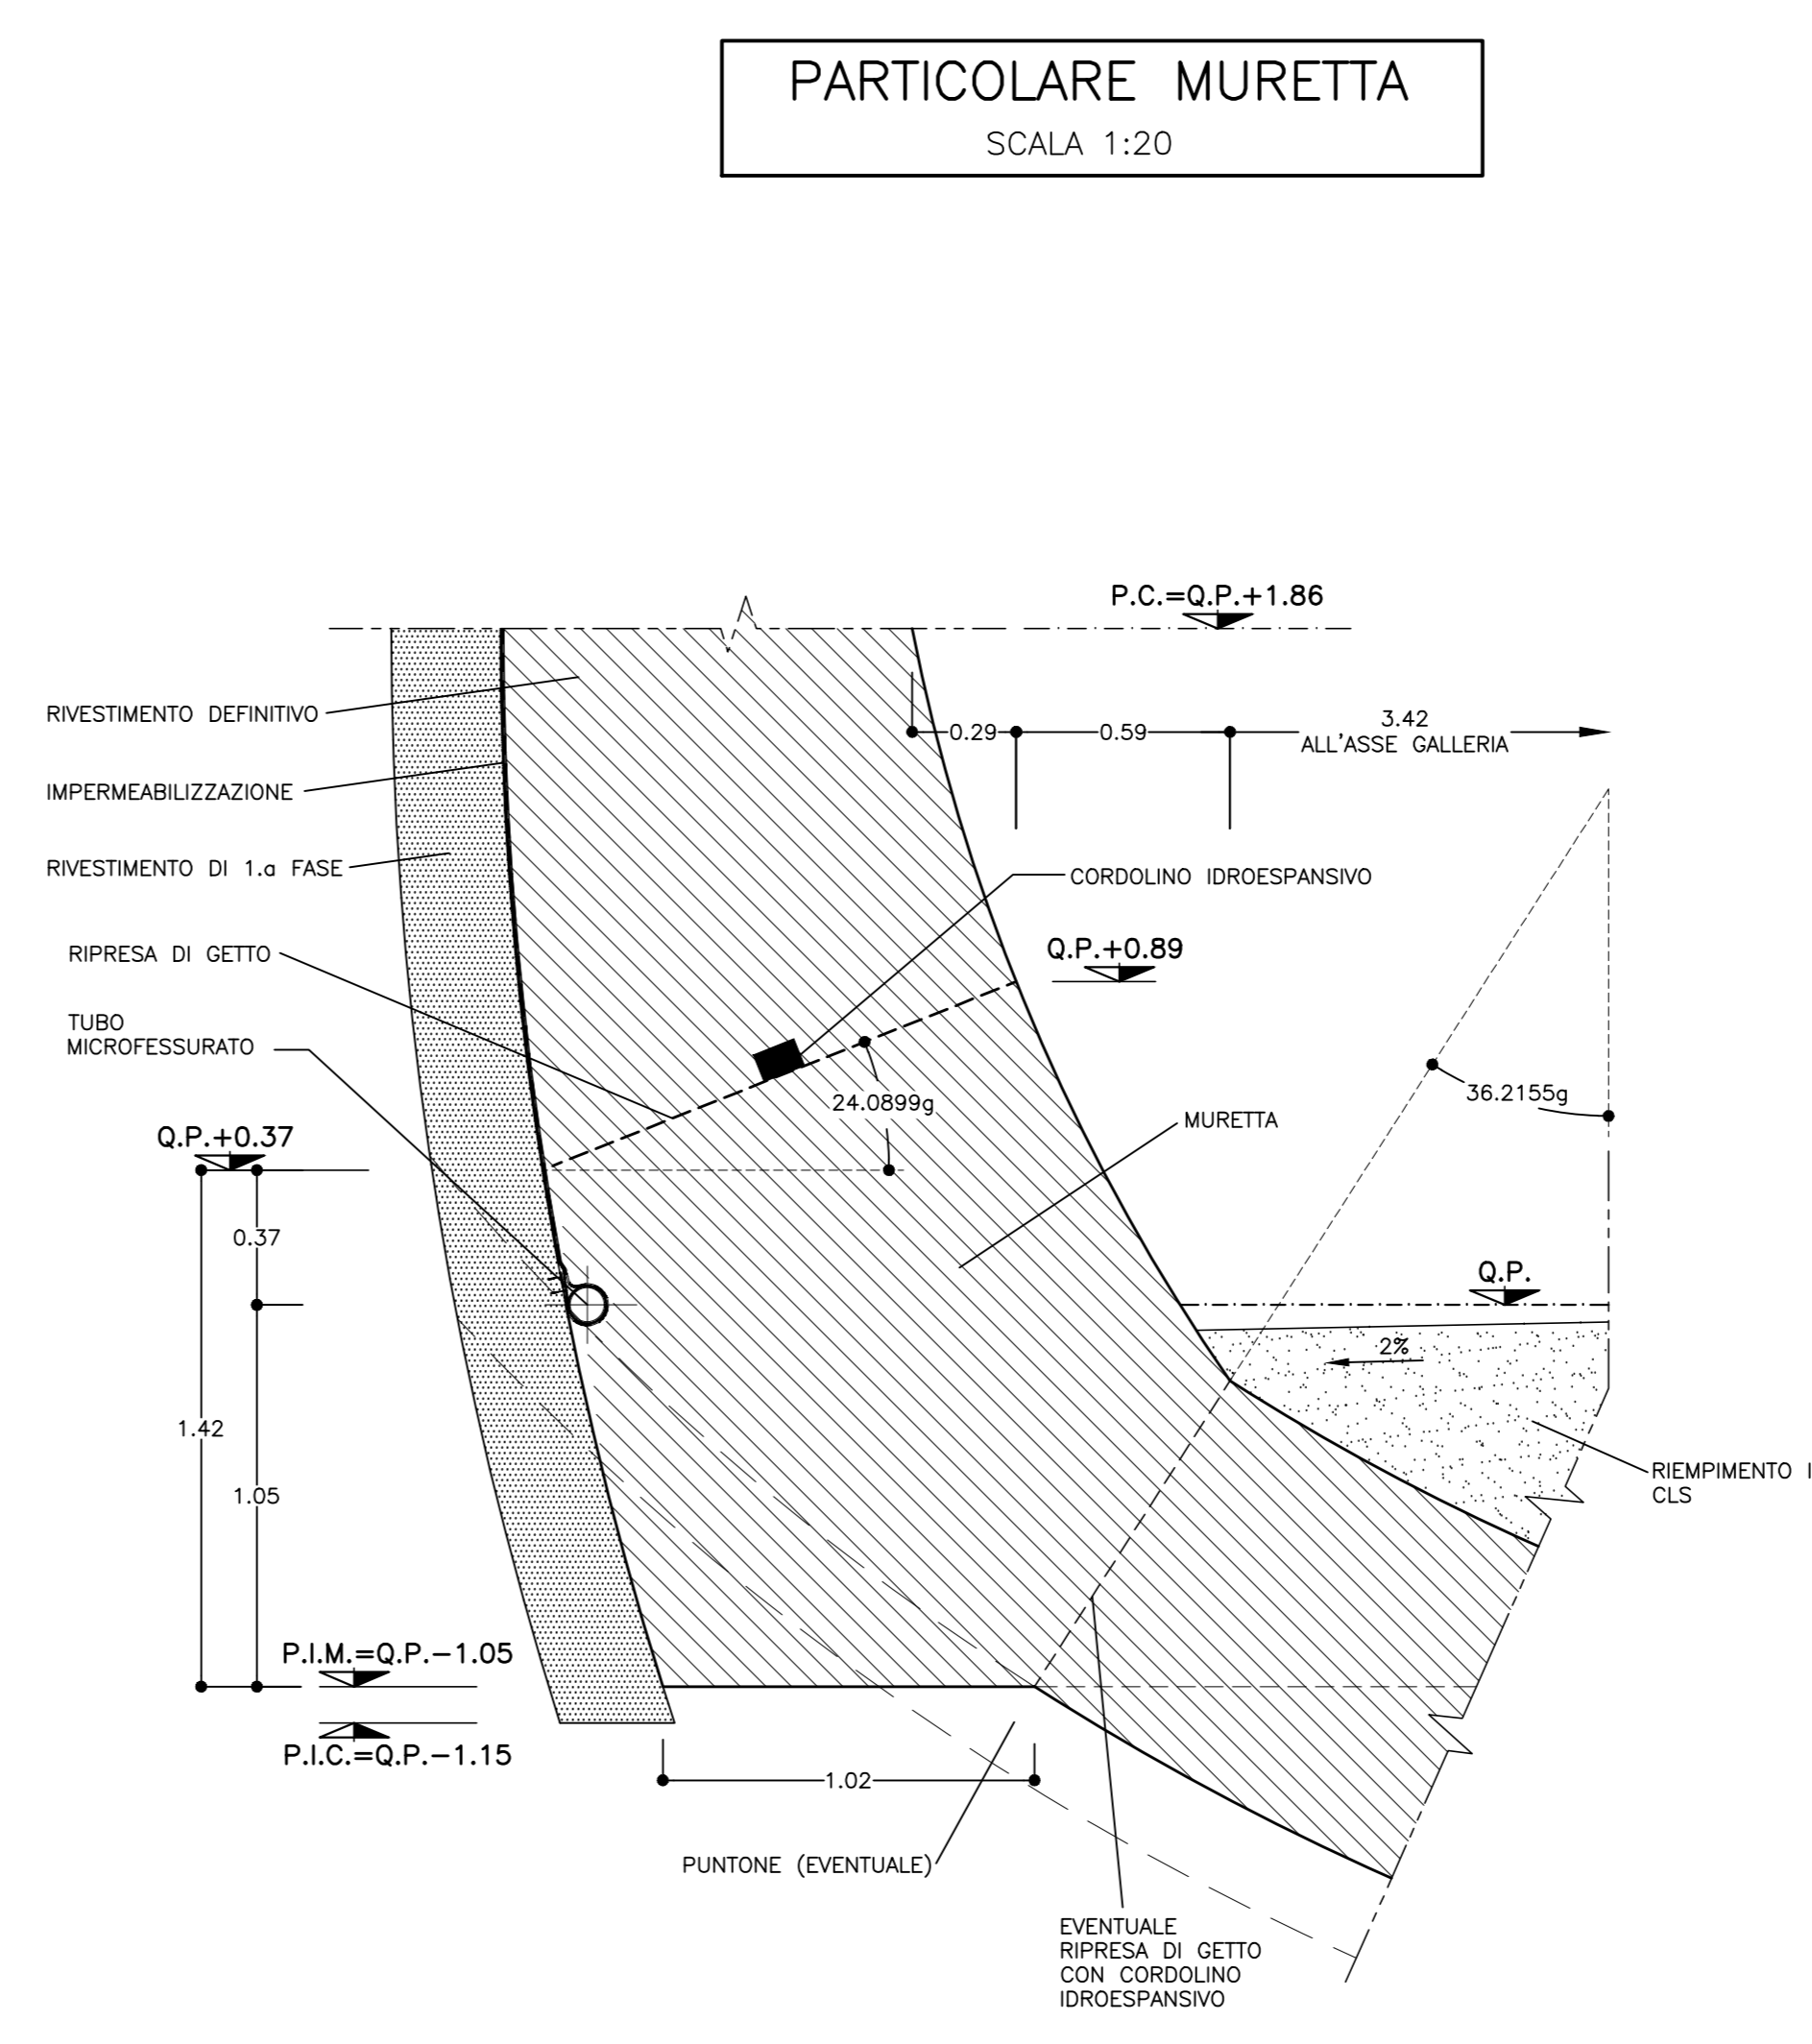 PARTICOLARE MURETTA
SCALA 1:20
P.C.=Q.P.+1.86
RIVESTIMENTO DEFINITIVO
0.29
0.59
3.42
ALL'ASSE GALLERIA
IMPERMEABILIZZAZIONE
RIVESTIMENTO DI 1.a FASE
CORDOLINO IDROESPANSIVO
RIPRESA DI GETTO
Q.P.+0.89
TUBO
MICROFESSURATO
24.0899g
36.2155g
MURETTA
Q.P.+0.37
0.37
Q.P.
2%
1.42
1.05
RIEMPIMENTO I
CLS
P.I.M.=Q.P.-1.05
P.I.C.=Q.P.-1.15
1.02
PUNTONE (EVENTUALE)
EVENTUALE
RIPRESA DI GETTO
CON CORDOLINO
IDROESPANSIVO